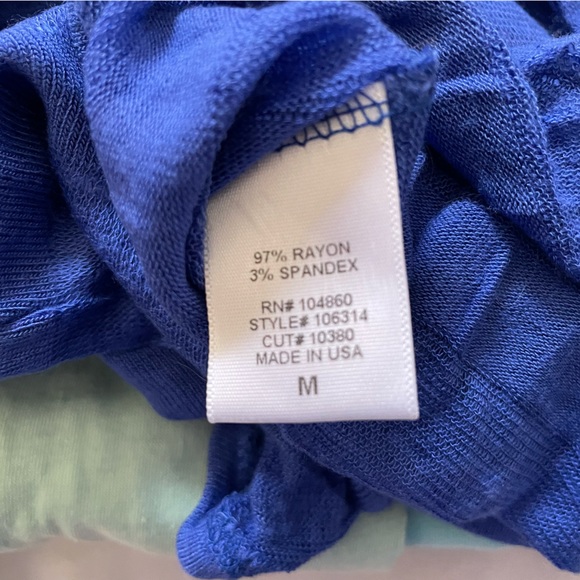 97% RAYON
3% SPANDEX
RN# 104860
STYLE# 106314
CUT# 10380
MADE IN USA
M